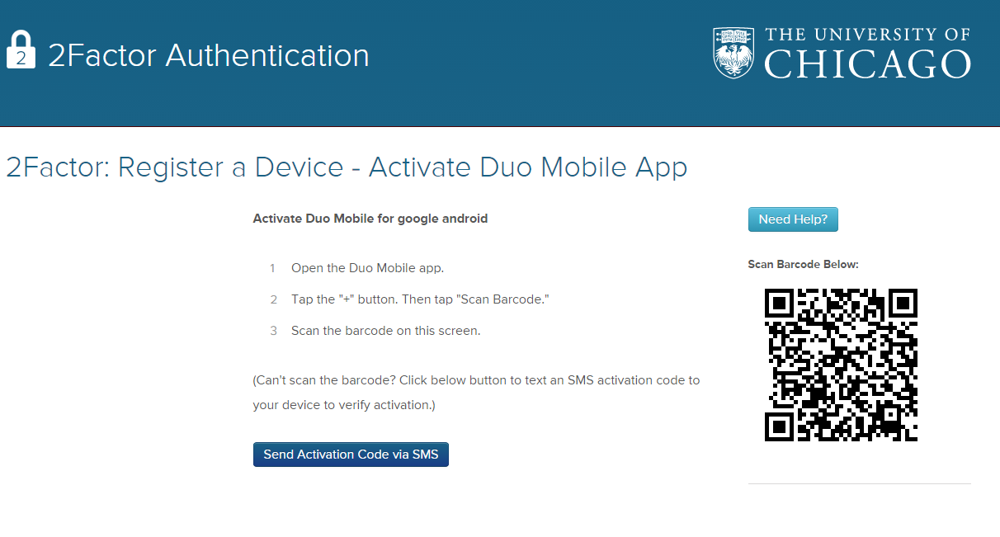 2
2Factor Authentication
THE UNIVERSITY OF
CHICAGO
2Factor: Register a Device - Activate Duo Mobile App
Activate Duo Mobile for google android
1 Open the Duo Mobile app.
2 Tap the "+" button. Then tap "Scan Barcode."
3 Scan the barcode on this screen.
(Can't scan the barcode? Click below button to text an SMS activation code to
your device to verify activation.)
Send Activation Code via SMS
Need Help?
Scan Barcode Below: